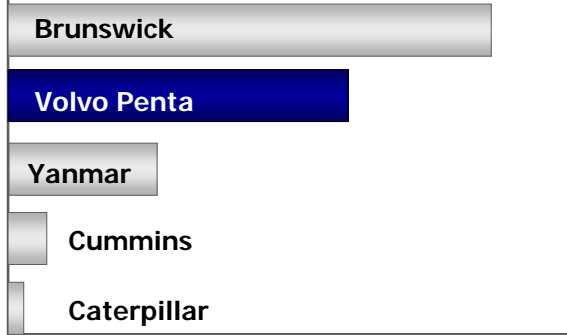 Brunswick
Volvo Penta
Yanmar
Cummins
Caterpillar